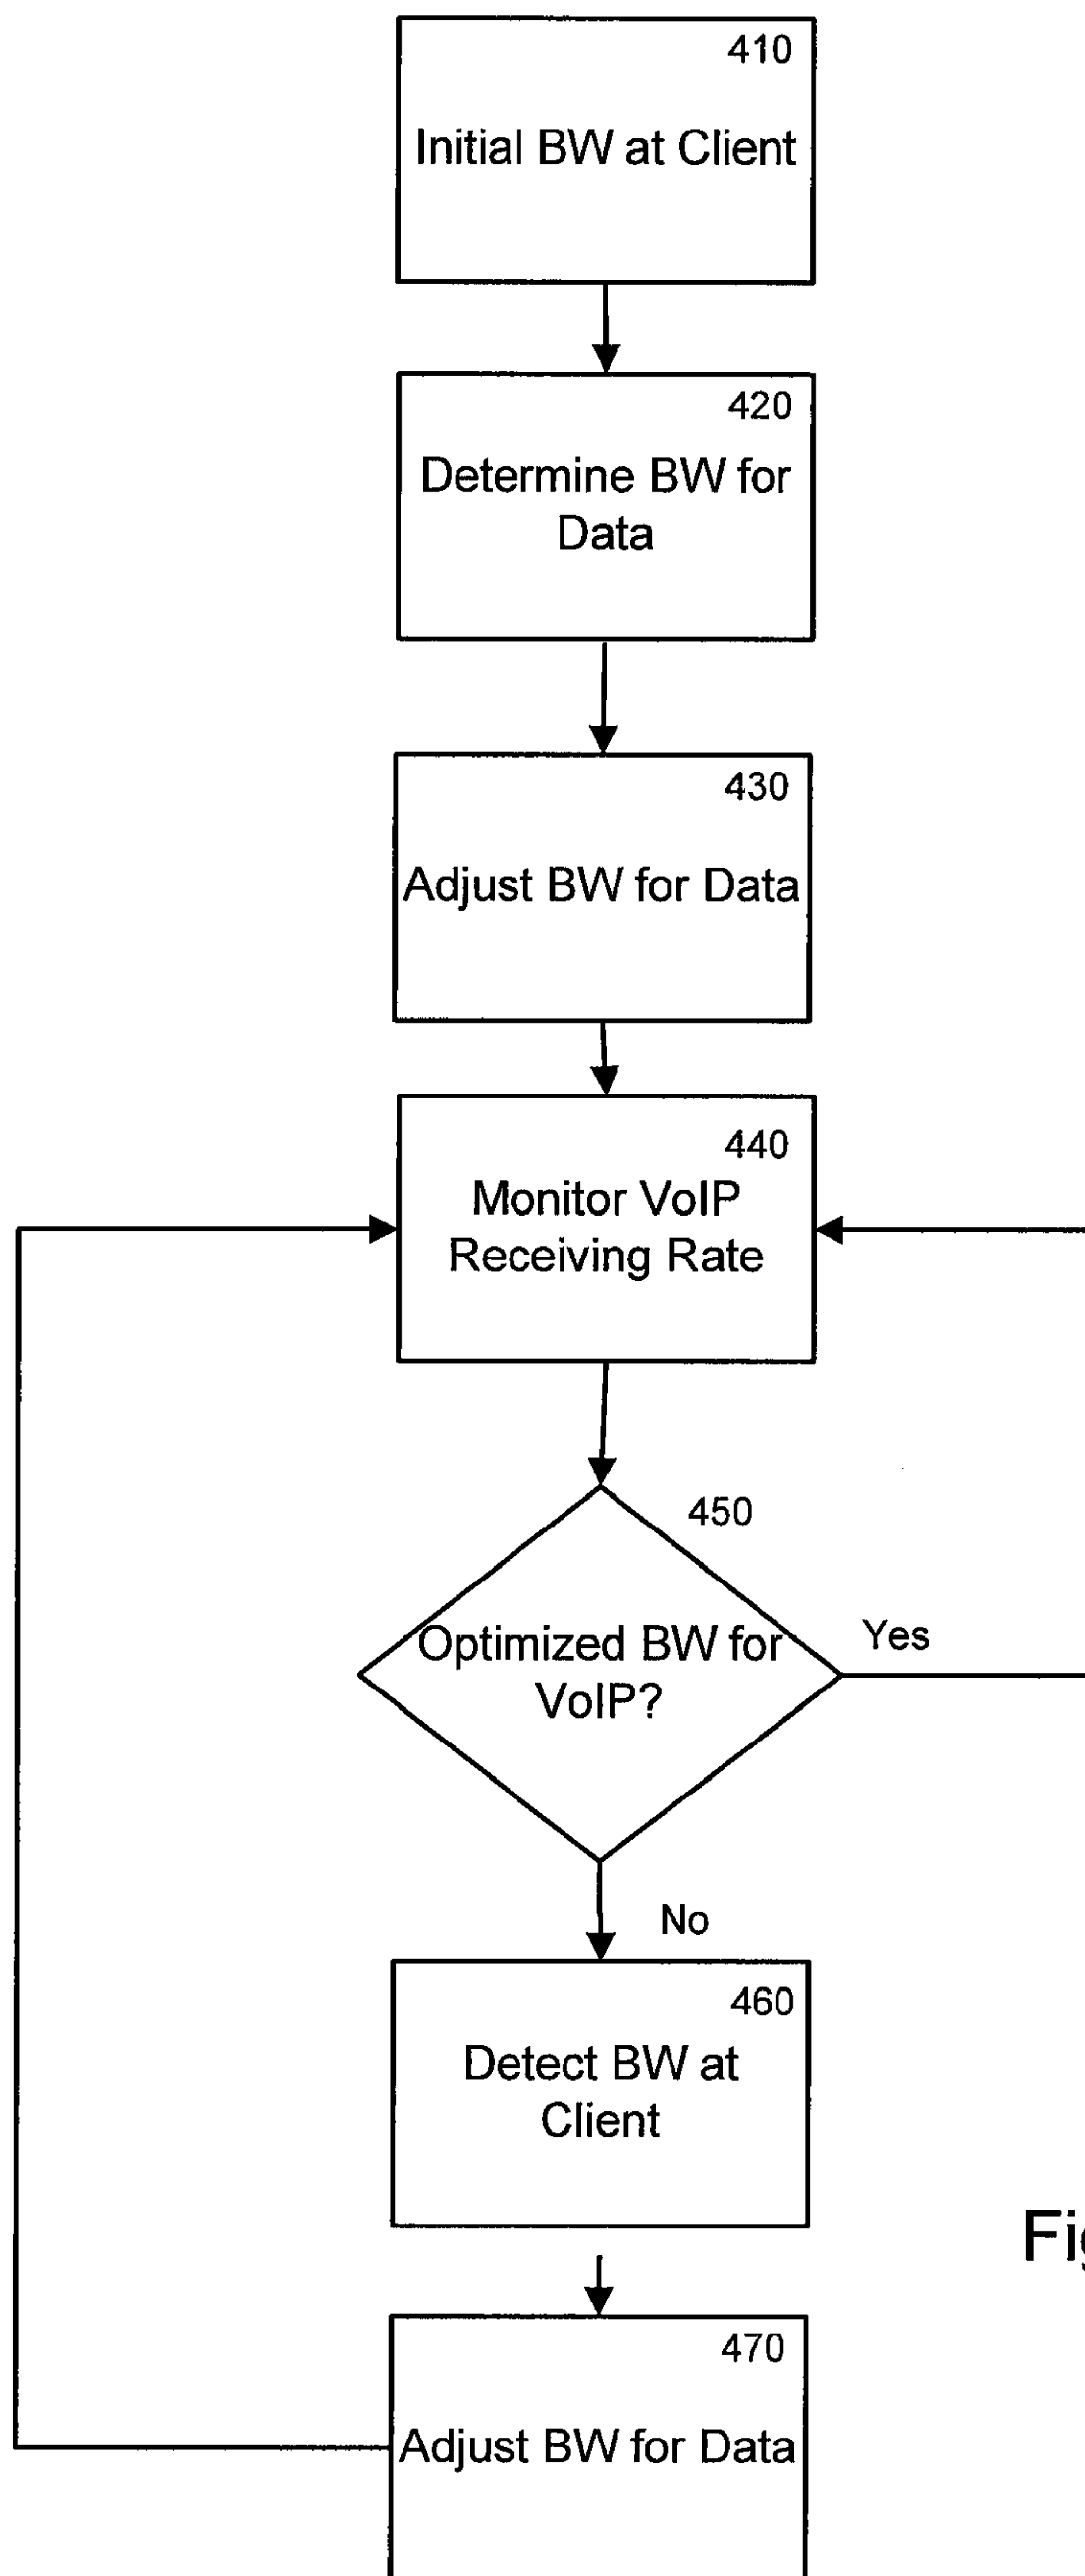 410
Initial BW at Client
420
Determine BW for
Data
430
Adjust BW for Data
440
Monitor VoIP
Receiving Rate
450
Optimized BW for
VoIP?
Yes
No
460
Detect BW at
Client
470
Adjust BW for Data